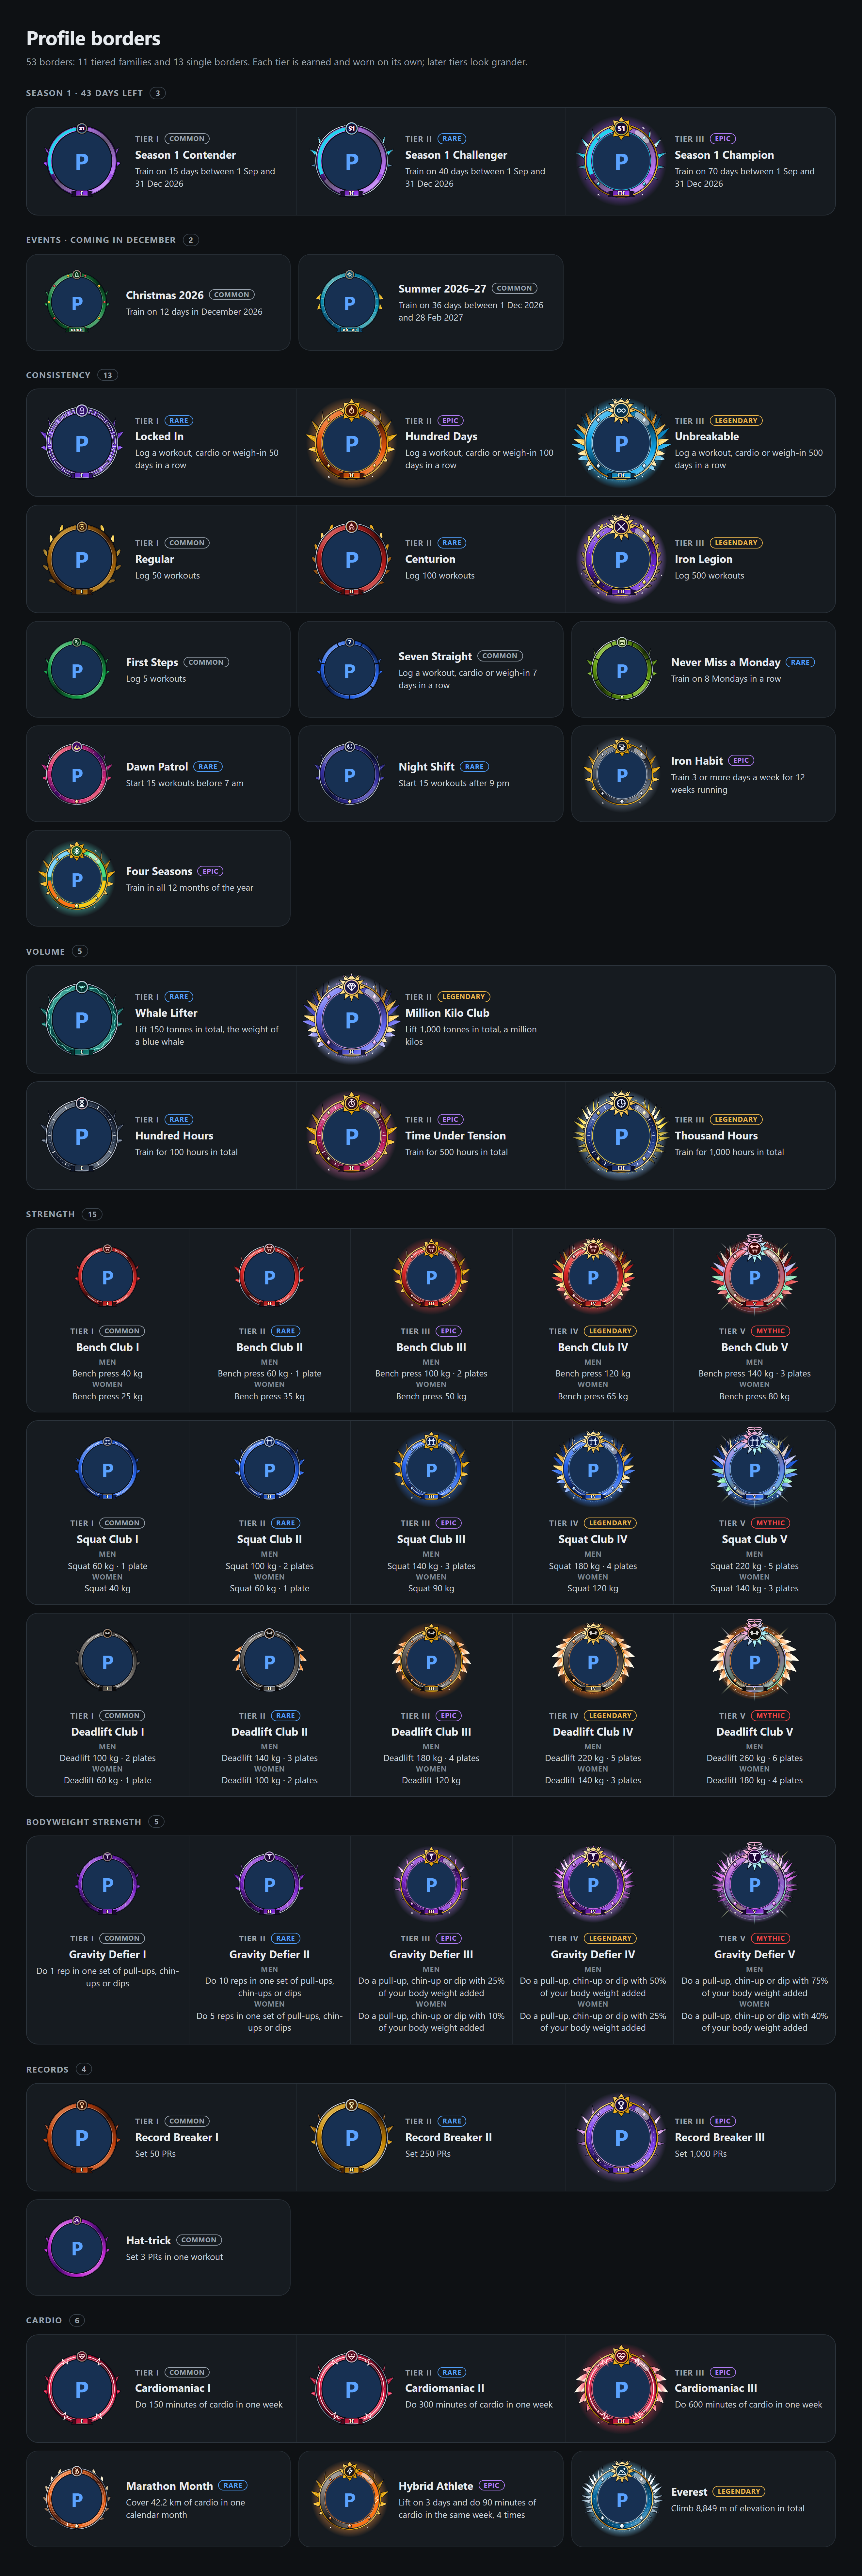 Profile borders
53 borders: 11 tiered families and 13 single borders. Each tier is earned and worn on its own; later tiers look grander.
SEASON 1 · 43 DAYS LEFT 3
S1
P
I
TIER I COMMON
Season 1 Contender
Train on 15 days between 1 Sep and
31 Dec 2026
S1
P
II
TIER II RARE
Season 1 Challenger
Train on 40 days between 1 Sep and
31 Dec 2026
S1
P
III
TIER III EPIC
Season 1 Champion
Train on 70 days between 1 Sep and
31 Dec 2026
EVENTS · COMING IN DECEMBER 2
P
Christmas 2026 COMMON
Train on 12 days in December 2026
P
Summer 2026–27 COMMON
Train on 36 days between 1 Dec 2026
and 28 Feb 2027
CONSISTENCY 13
P
I
TIER I RARE
Locked In
Log a workout, cardio or weigh-in 50
days in a row
P
II
TIER II EPIC
Hundred Days
Log a workout, cardio or weigh-in 100
days in a row
P
III
TIER III LEGENDARY
Unbreakable
Log a workout, cardio or weigh-in 500
days in a row
P
I
TIER I COMMON
Regular
Log 50 workouts
P
II
TIER II RARE
Centurion
Log 100 workouts
P
III
TIER III LEGENDARY
Iron Legion
Log 500 workouts
P
First Steps COMMON
Log 5 workouts
7
P
Seven Straight COMMON
Log a workout, cardio or weigh-in 7
days in a row
P
Never Miss a Monday RARE
Train on 8 Mondays in a row
P
Dawn Patrol RARE
Start 15 workouts before 7 am
P
Night Shift RARE
Start 15 workouts after 9 pm
P
Iron Habit EPIC
Train 3 or more days a week for 12
weeks running
P
Four Seasons EPIC
Train in all 12 months of the year
VOLUME 5
P
I
TIER I RARE
Whale Lifter
Lift 150 tonnes in total, the weight of
a blue whale
P
II
TIER II LEGENDARY
Million Kilo Club
Lift 1,000 tonnes in total, a million
kilos
P
I
TIER I RARE
Hundred Hours
Train for 100 hours in total
P
II
TIER II EPIC
Time Under Tension
Train for 500 hours in total
P
III
TIER III LEGENDARY
Thousand Hours
Train for 1,000 hours in total
STRENGTH 15
P
I
TIER I COMMON
Bench Club I
MEN
Bench press 40 kg
WOMEN
Bench press 25 kg
P
II
TIER II RARE
Bench Club II
MEN
Bench press 60 kg · 1 plate
WOMEN
Bench press 35 kg
P
III
TIER III EPIC
Bench Club III
MEN
Bench press 100 kg · 2 plates
WOMEN
Bench press 50 kg
P
IV
TIER IV LEGENDARY
Bench Club IV
MEN
Bench press 120 kg
WOMEN
Bench press 65 kg
P
V
TIER V MYTHIC
Bench Club V
MEN
Bench press 140 kg · 3 plates
WOMEN
Bench press 80 kg
P
I
TIER I COMMON
Squat Club I
MEN
Squat 60 kg · 1 plate
WOMEN
Squat 40 kg
P
II
TIER II RARE
Squat Club II
MEN
Squat 100 kg · 2 plates
WOMEN
Squat 60 kg · 1 plate
P
III
TIER III EPIC
Squat Club III
MEN
Squat 140 kg · 3 plates
WOMEN
Squat 90 kg
P
IV
TIER IV LEGENDARY
Squat Club IV
MEN
Squat 180 kg · 4 plates
WOMEN
Squat 120 kg
P
V
TIER V MYTHIC
Squat Club V
MEN
Squat 220 kg · 5 plates
WOMEN
Squat 140 kg · 3 plates
P
I
TIER I COMMON
Deadlift Club I
MEN
Deadlift 100 kg · 2 plates
WOMEN
Deadlift 60 kg · 1 plate
P
II
TIER II RARE
Deadlift Club II
MEN
Deadlift 140 kg · 3 plates
WOMEN
Deadlift 100 kg · 2 plates
P
III
TIER III EPIC
Deadlift Club III
MEN
Deadlift 180 kg · 4 plates
WOMEN
Deadlift 120 kg
P
IV
TIER IV LEGENDARY
Deadlift Club IV
MEN
Deadlift 220 kg · 5 plates
WOMEN
Deadlift 140 kg · 3 plates
P
V
TIER V MYTHIC
Deadlift Club V
MEN
Deadlift 260 kg · 6 plates
WOMEN
Deadlift 180 kg · 4 plates
BODYWEIGHT STRENGTH 5
P
I
TIER I COMMON
Gravity Defier I
Do 1 rep in one set of pull-ups, chin-
ups or dips
P
II
TIER II RARE
Gravity Defier II
MEN
Do 10 reps in one set of pull-ups,
chin-ups or dips
WOMEN
Do 5 reps in one set of pull-ups, chin-
ups or dips
P
III
TIER III EPIC
Gravity Defier III
MEN
Do a pull-up, chin-up or dip with 25%
of your body weight added
WOMEN
Do a pull-up, chin-up or dip with 10%
of your body weight added
P
IV
TIER IV LEGENDARY
Gravity Defier IV
MEN
Do a pull-up, chin-up or dip with 50%
of your body weight added
WOMEN
Do a pull-up, chin-up or dip with 25%
of your body weight added
P
V
TIER V MYTHIC
Gravity Defier V
MEN
Do a pull-up, chin-up or dip with 75%
of your body weight added
WOMEN
Do a pull-up, chin-up or dip with 40%
of your body weight added
RECORDS 4
P
I
TIER I COMMON
Record Breaker I
Set 50 PRs
P
II
TIER II RARE
Record Breaker II
Set 250 PRs
P
III
TIER III EPIC
Record Breaker III
Set 1,000 PRs
P
Hat-trick COMMON
Set 3 PRs in one workout
CARDIO 6
P
I
TIER I COMMON
Cardiomaniac I
Do 150 minutes of cardio in one week
P
II
TIER II RARE
Cardiomaniac II
Do 300 minutes of cardio in one week
P
III
TIER III EPIC
Cardiomaniac III
Do 600 minutes of cardio in one week
P
Marathon Month RARE
Cover 42.2 km of cardio in one
calendar month
P
Hybrid Athlete EPIC
Lift on 3 days and do 90 minutes of
cardio in the same week, 4 times
P
Everest LEGENDARY
Climb 8,849 m of elevation in total